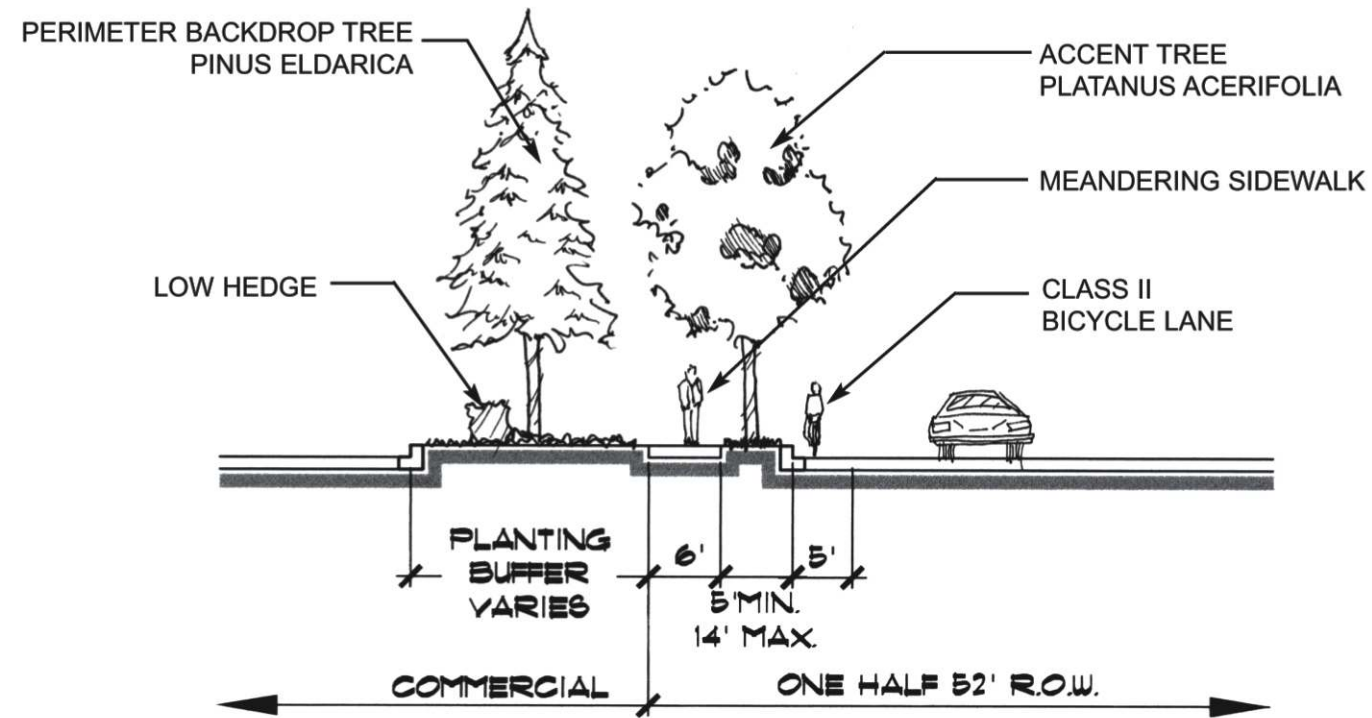 PERIMETER BACKDROP TREE
PINUS ELDARICA
ACCENT TREE
PLATANUS ACERIFOLIA
MEANDERING SIDEWALK
LOW HEDGE
CLASS II
BICYCLE LANE
PLANTING
BUFFER
VARIES
6'
5' MIN.
14' MAX.
5'
COMMERCIAL
ONE HALF 52' R.O.W.